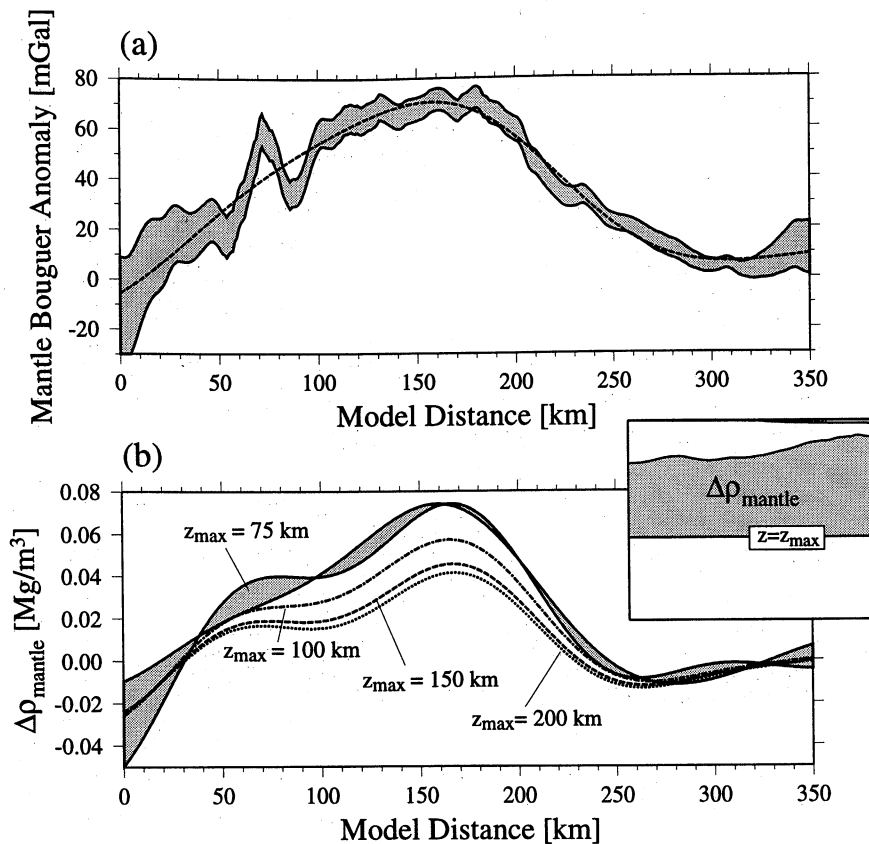 (a)
Mantle Bouguer Anomaly [mGal]
80
60
40
20
0
-20
0 50 100 150 200 250 300 350
Model Distance [km]
(b)
Δρmantle
z=zmax
Δρmantle [Mg/m³]
0.08
0.06
0.04
0.02
0.00
-0.02
-0.04
zmax = 75 km
zmax = 100 km
zmax = 150 km
zmax= 200 km
0 50 100 150 200 250 300 350
Model Distance [km]